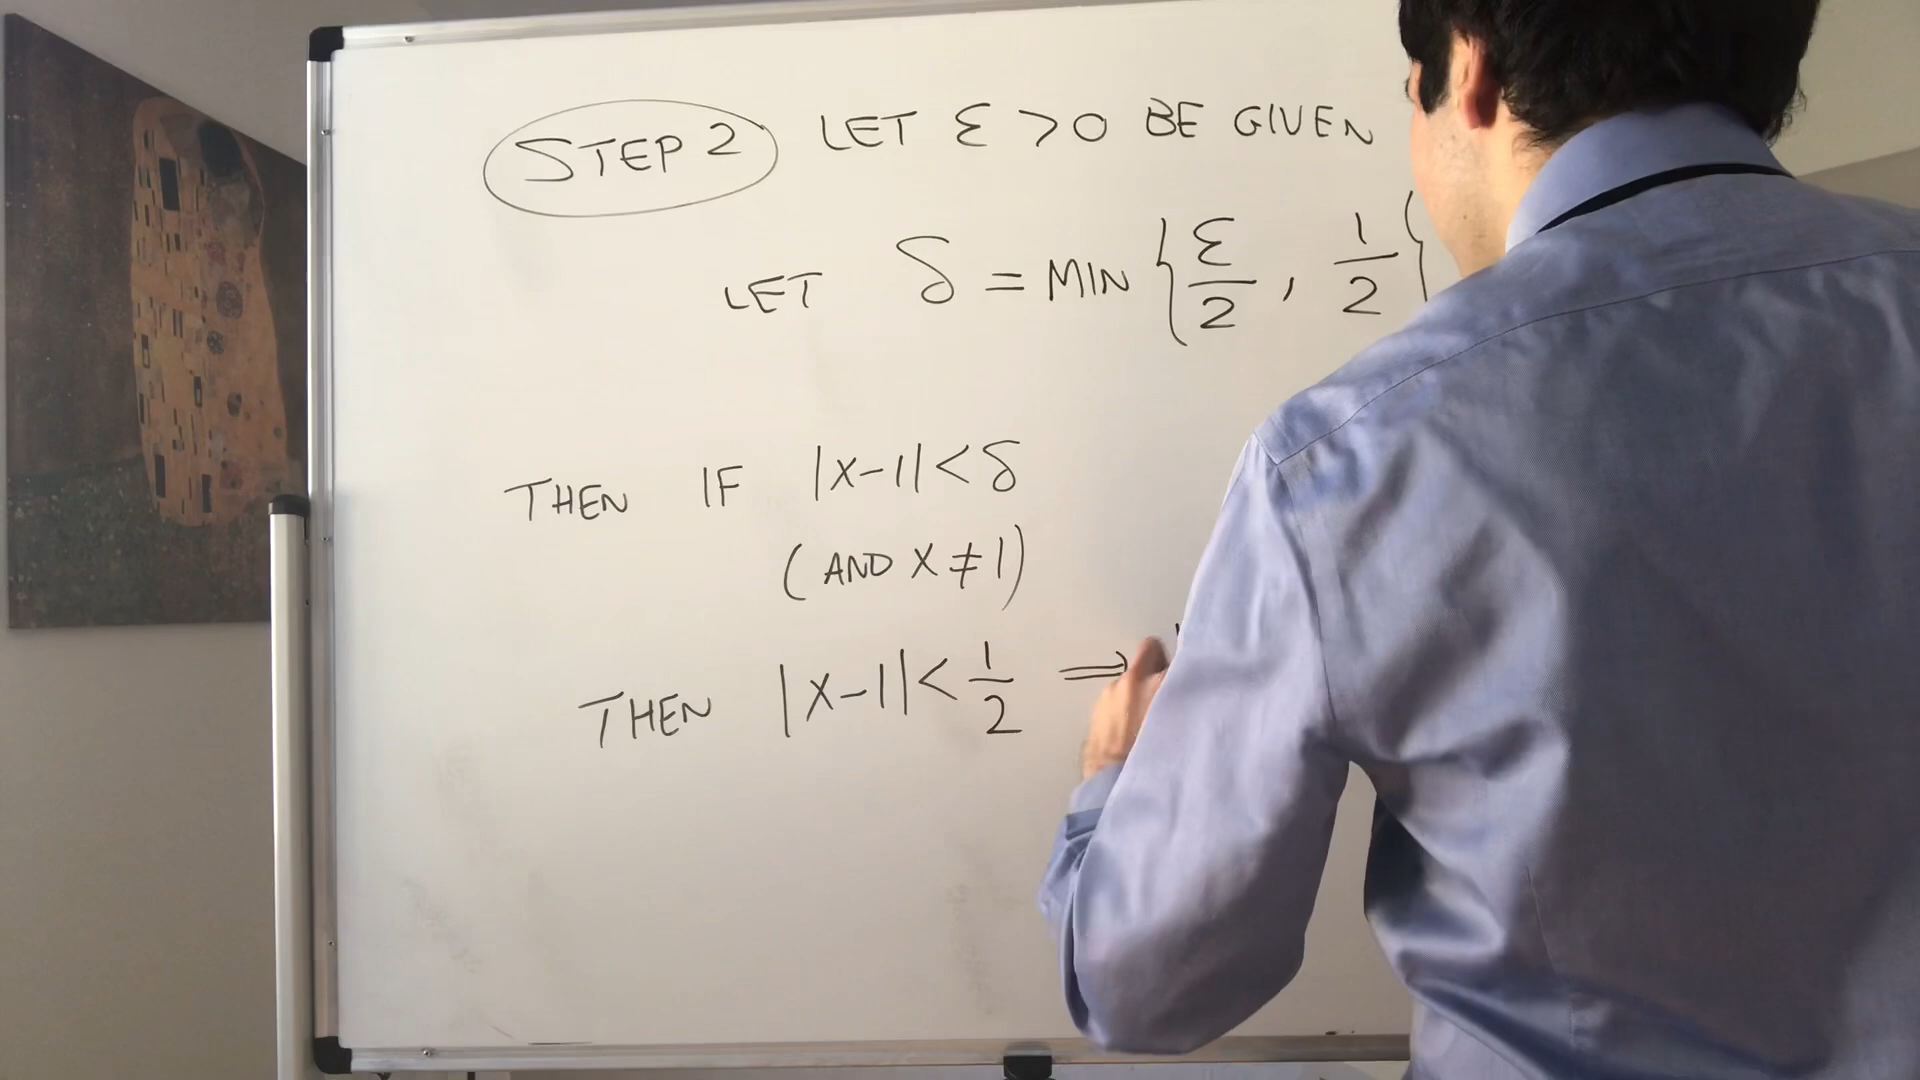 STEP 2 LET ε > 0 BE GIVEN
LET δ = MIN { ε/2 , 1/2 {
THEN IF |x-1| < δ
(AND x ≠ 1)
THEN |x-1| < 1/2 ⇒